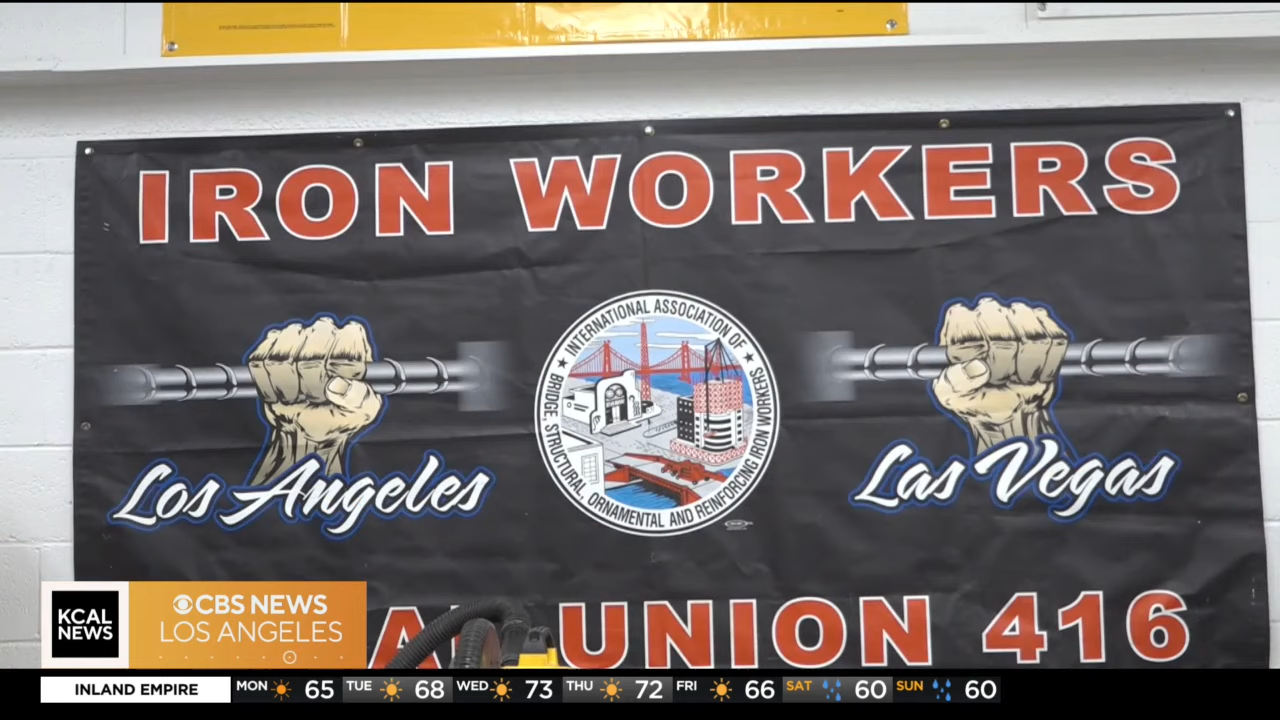 IRON WORKERS
INTERNATIONAL ASSOCIATION OF
BRIDGE, STRUCTURAL, ORNAMENTAL AND REINFORCING IRON WORKERS
Los Angeles
Las Vegas
UNION 416
KCAL
NEWS
CBS NEWS
LOS ANGELES
INLAND EMPIRE MON 65 TUE 68 WED 73 THU 72 FRI 66 SAT 60 SUN 60